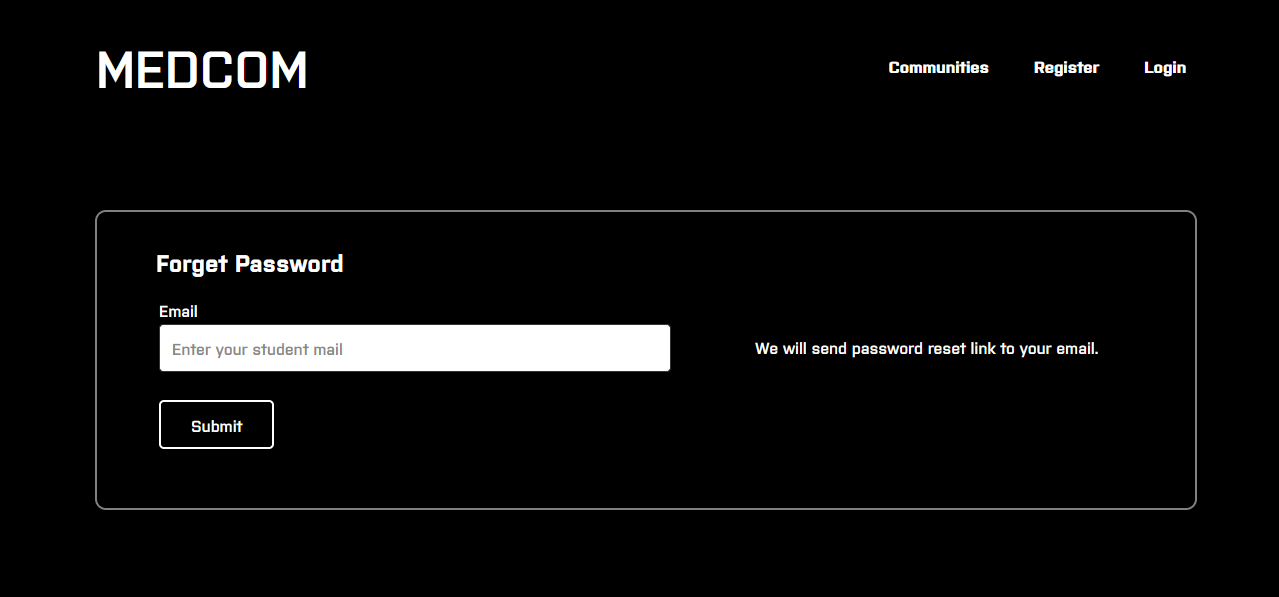 MEDCOM
Communities Register Login
Forget Password
Email
Enter your student mail
We will send password reset link to your email.
Submit